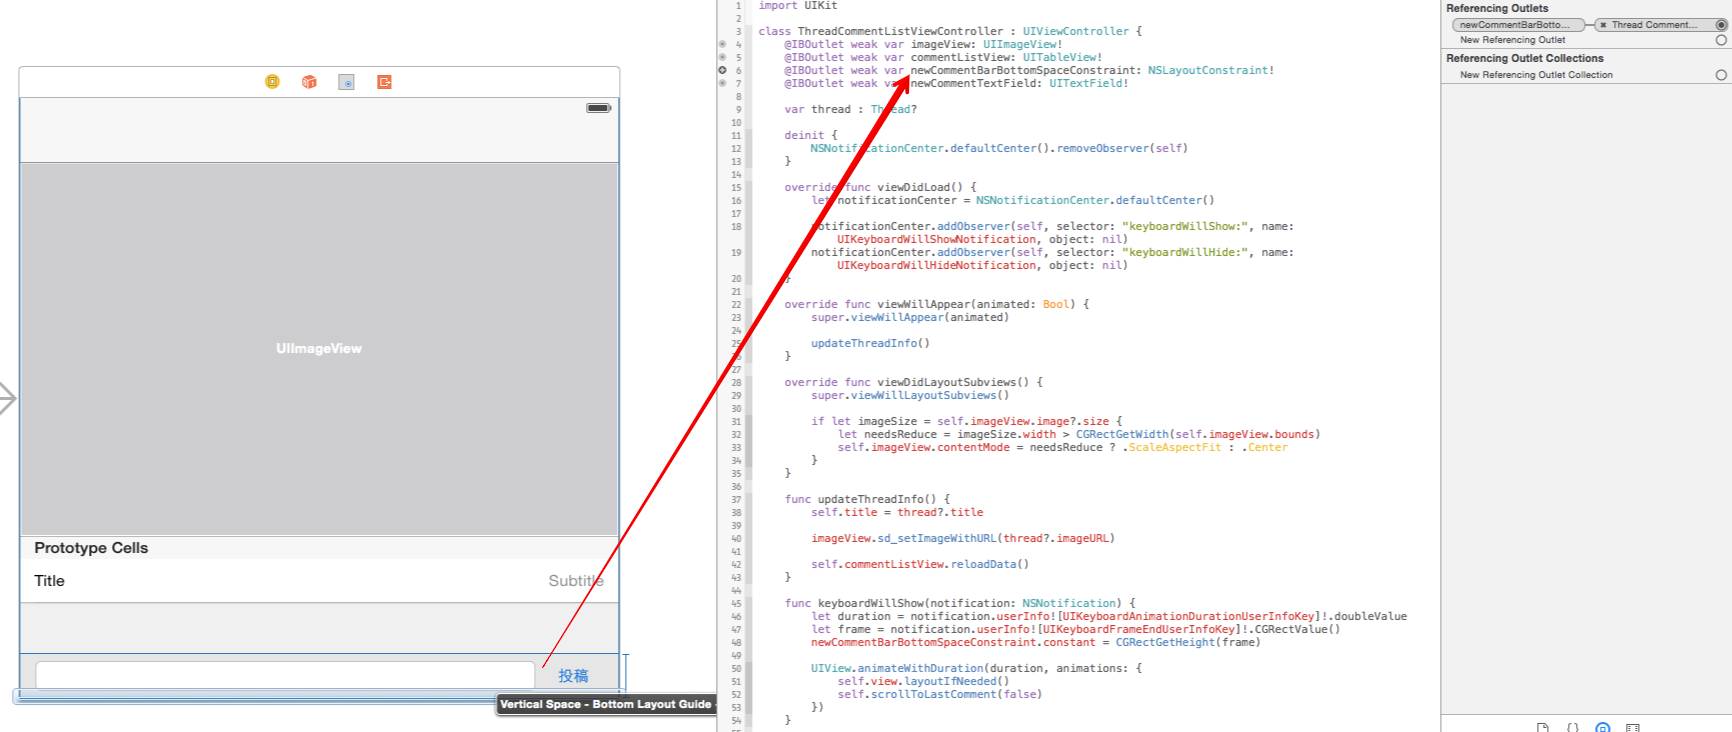 UIImageView
Prototype Cells
Title
Subtitle
投稿
Vertical Space - Bottom Layout Guide -
1 import UIKit
2
3 class ThreadCommentListViewController : UIViewController {
4 @IBOutlet weak var imageView: UIImageView!
5 @IBOutlet weak var commentListView: UITableView!
6 @IBOutlet weak var newCommentBarBottomSpaceConstraint: NSLayoutConstraint!
7 @IBOutlet weak var newCommentTextField: UITextField!
8
9 var thread : Thread?
10
11 deinit {
12 NSNotificationCenter.defaultCenter().removeObserver(self)
13 }
14
15 override func viewDidLoad() {
16 let notificationCenter = NSNotificationCenter.defaultCenter()
17
18 notificationCenter.addObserver(self, selector: "keyboardWillShow:", name:
UIKeyboardWillShowNotification, object: nil)
19 notificationCenter.addObserver(self, selector: "keyboardWillHide:", name:
UIKeyboardWillHideNotification, object: nil)
20 }
21
22 override func viewWillAppear(animated: Bool) {
23 super.viewWillAppear(animated)
24
25 updateThreadInfo()
26 }
27
28 override func viewDidLayoutSubviews() {
29 super.viewWillLayoutSubviews()
30
31 if let imageSize = self.imageView.image?.size {
32 let needsReduce = imageSize.width > CGRectGetWidth(self.imageView.bounds)
33 self.imageView.contentMode = needsReduce ? .ScaleAspectFit : .Center
34 }
35 }
36
37 func updateThreadInfo() {
38 self.title = thread?.title
39
40 imageView.sd_setImageWithURL(thread?.imageURL)
41
42 self.commentListView.reloadData()
43 }
44
45 func keyboardWillShow(notification: NSNotification) {
46 let duration = notification.userInfo![UIKeyboardAnimationDurationUserInfoKey]!.doubleValue
47 let frame = notification.userInfo![UIKeyboardFrameEndUserInfoKey]!.CGRectValue()
48 newCommentBarBottomSpaceConstraint.constant = CGRectGetHeight(frame)
49
50 UIView.animateWithDuration(duration, animations: {
51 self.view.layoutIfNeeded()
52 self.scrollToLastComment(false)
53 })
54 }
Referencing Outlets
newCommentBarBotto... Thread Comment...
New Referencing Outlet
Referencing Outlet Collections
New Referencing Outlet Collection